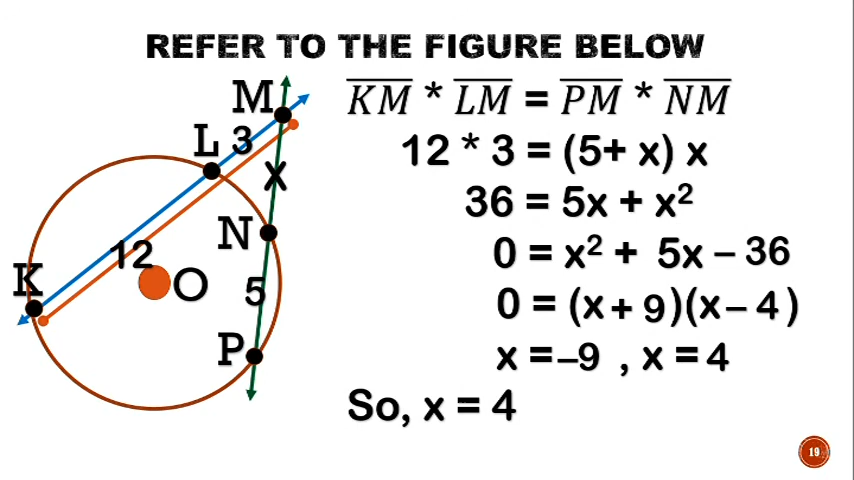 REFER TO THE FIGURE BELOW
M
L 3
x
N
12
K
O
5
P
KM * LM = PM * NM
12 * 3 = (5+ x) x
36 = 5x + x²
0 = x² + 5x – 36
0 = (x + 9)(x – 4)
x = –9 , x = 4
So, x = 4
19